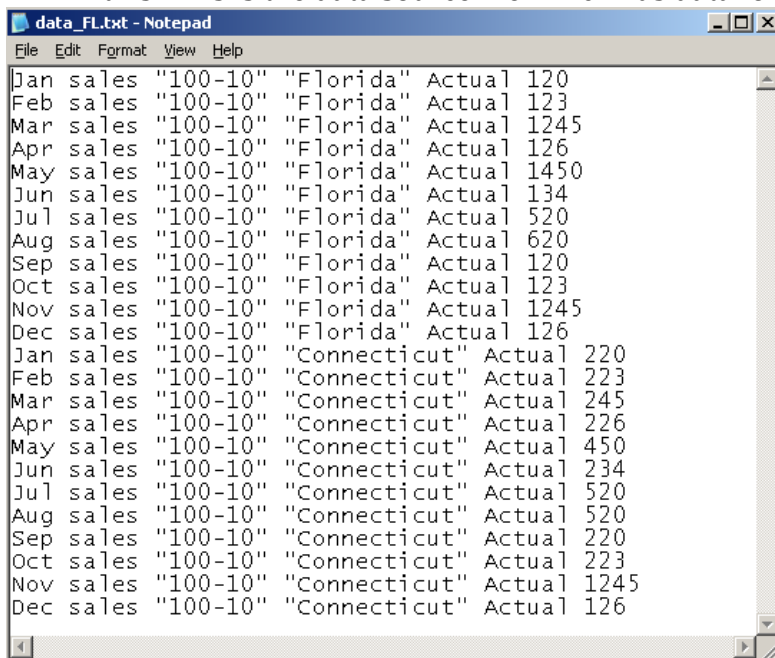 data_FL.txt - Notepad
File Edit Format View Help
Jan sales "100-10" "Florida" Actual 120
Feb sales "100-10" "Florida" Actual 123
Mar sales "100-10" "Florida" Actual 1245
Apr sales "100-10" "Florida" Actual 126
May sales "100-10" "Florida" Actual 1450
Jun sales "100-10" "Florida" Actual 134
Jul sales "100-10" "Florida" Actual 520
Aug sales "100-10" "Florida" Actual 620
Sep sales "100-10" "Florida" Actual 120
Oct sales "100-10" "Florida" Actual 123
Nov sales "100-10" "Florida" Actual 1245
Dec sales "100-10" "Florida" Actual 126
Jan sales "100-10" "Connecticut" Actual 220
Feb sales "100-10" "Connecticut" Actual 223
Mar sales "100-10" "Connecticut" Actual 245
Apr sales "100-10" "Connecticut" Actual 226
May sales "100-10" "Connecticut" Actual 450
Jun sales "100-10" "Connecticut" Actual 234
Jul sales "100-10" "Connecticut" Actual 520
Aug sales "100-10" "Connecticut" Actual 520
Sep sales "100-10" "Connecticut" Actual 220
Oct sales "100-10" "Connecticut" Actual 223
Nov sales "100-10" "Connecticut" Actual 1245
Dec sales "100-10" "Connecticut" Actual 126